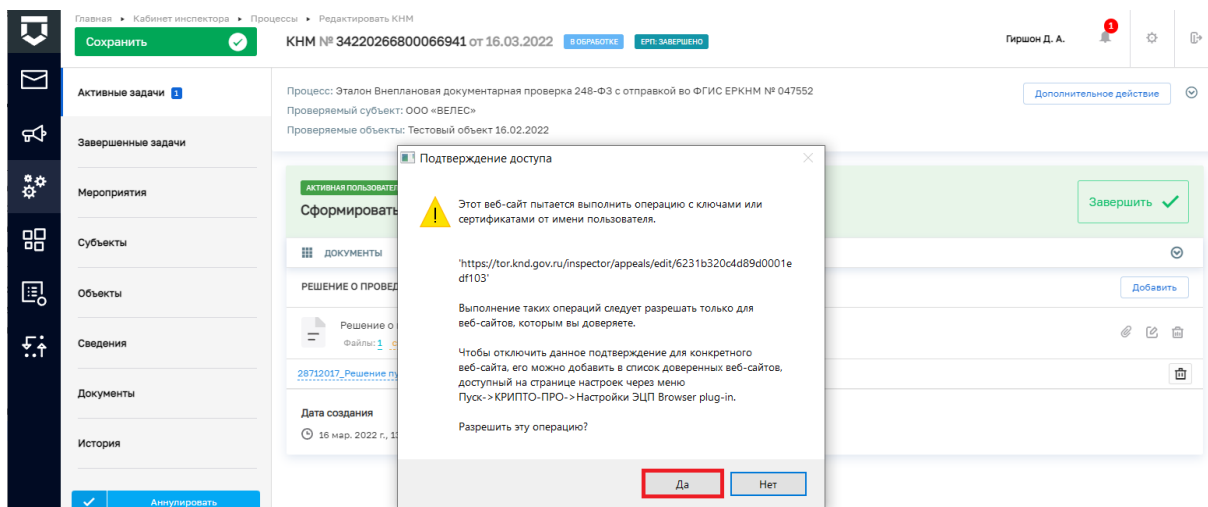 Главная ▸ Кабинет инспектора ▸ Процессы ▸ Редактировать КНМ
Сохранить
КНМ № 34220266800066941 от 16.03.2022 В ОБРАБОТКЕ ЕРП: ЗАВЕРШЕНО
Гиршон Д. А.
1
Активные задачи 1
Завершенные задачи
Мероприятия
Субъекты
Объекты
Сведения
Документы
История
Аннулировать
Процесс: Эталон Внеплановая документарная проверка 248-ФЗ с отправкой во ФГИС ЕРКНМ № 047552
Дополнительное действие
Проверяемый субъект: ООО «ВЕЛЕС»
Проверяемые объекты: Тестовый объект 16.02.2022
АКТИВНАЯ ПОЛЬЗОВАТЕЛ
Сформировать
Завершить
ДОКУМЕНТЫ
РЕШЕНИЕ О ПРОВЕД
Добавить
Решение о
Файлы: 1
28712017_Решение пу
Дата создания
16 мар. 2022 г.,
Подтверждение доступа
Этот веб-сайт пытается выполнить операцию с ключами или
сертификатами от имени пользователя.
'https://tor.knd.gov.ru/inspector/appeals/edit/6231b320c4d89d0001e
df103'
Выполнение таких операций следует разрешать только для
веб-сайтов, которым вы доверяете.
Чтобы отключить данное подтверждение для конкретного
веб-сайта, его можно добавить в список доверенных веб-сайтов,
доступный на странице настроек через меню
Пуск->КРИПТО-ПРО->Настройки ЭЦП Browser plug-in.
Разрешить эту операцию?
Да
Нет